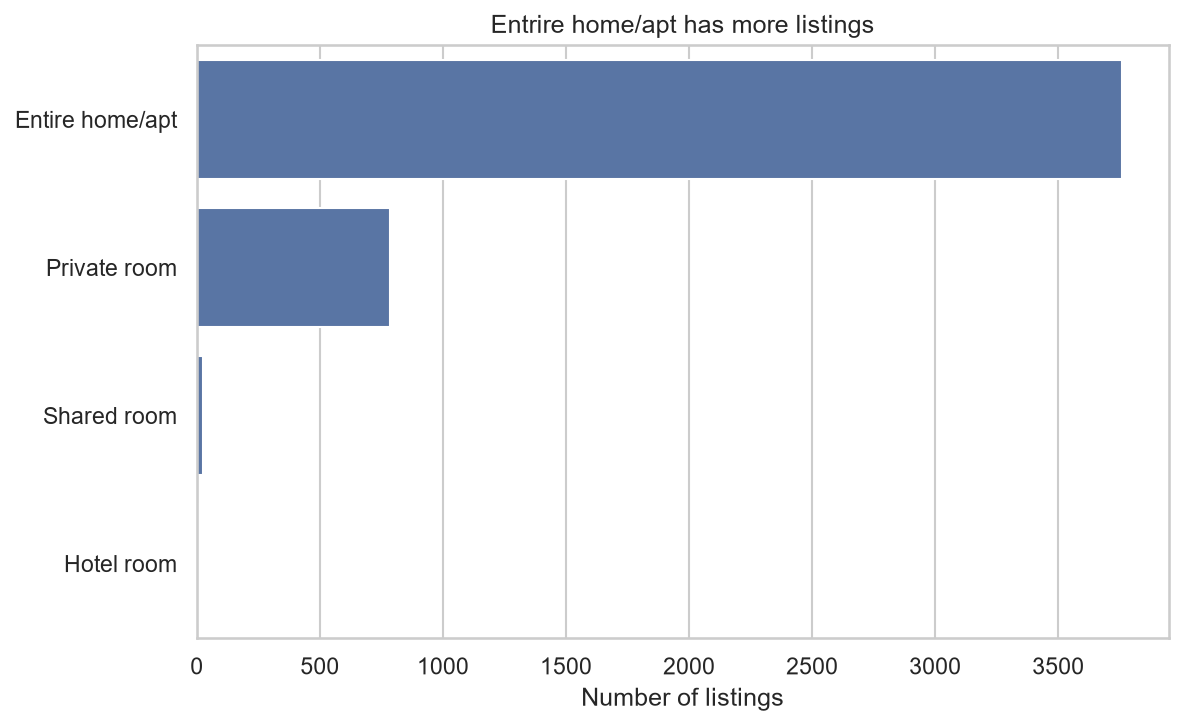 Entrire home/apt has more listings
Entire home/apt
Private room
Shared room
Hotel room
0 500 1000 1500 2000 2500 3000 3500
Number of listings